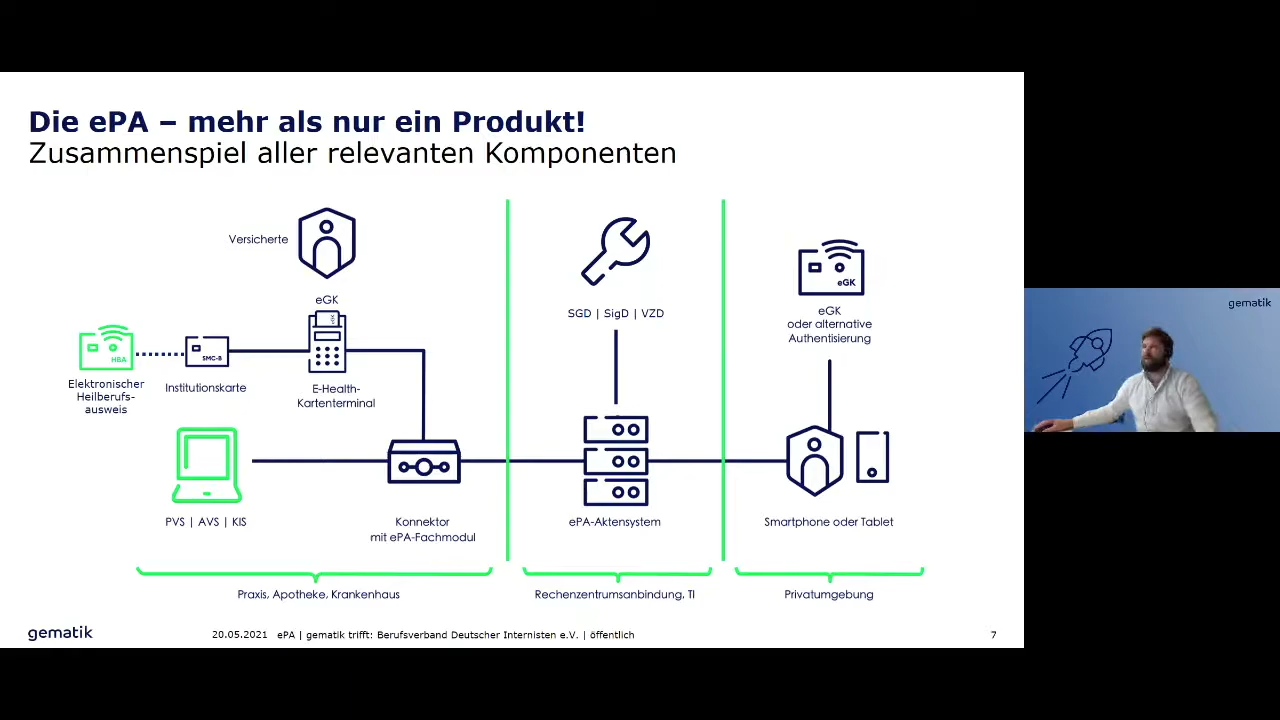 Die ePA – mehr als nur ein Produkt!
Zusammenspiel aller relevanten Komponenten
Versicherte
eGK
eGK
HBA
SMC-B
Elektronischer
Heilberufs-
ausweis
Institutionskarte
E-Health-
Kartenterminal
PVS | AVS | KIS
Konnektor
mit ePA-Fachmodul
Praxis, Apotheke, Krankenhaus
SGD | SigD | VZD
ePA-Aktensystem
Rechenzentrumsanbindung, TI
eGK
eGK
oder alternative
Authentisierung
Smartphone oder Tablet
Privatumgebung
gematik
20.05.2021 ePA | gematik trifft: Berufsverband Deutscher Internisten e.V. | öffentlich
7
gematik